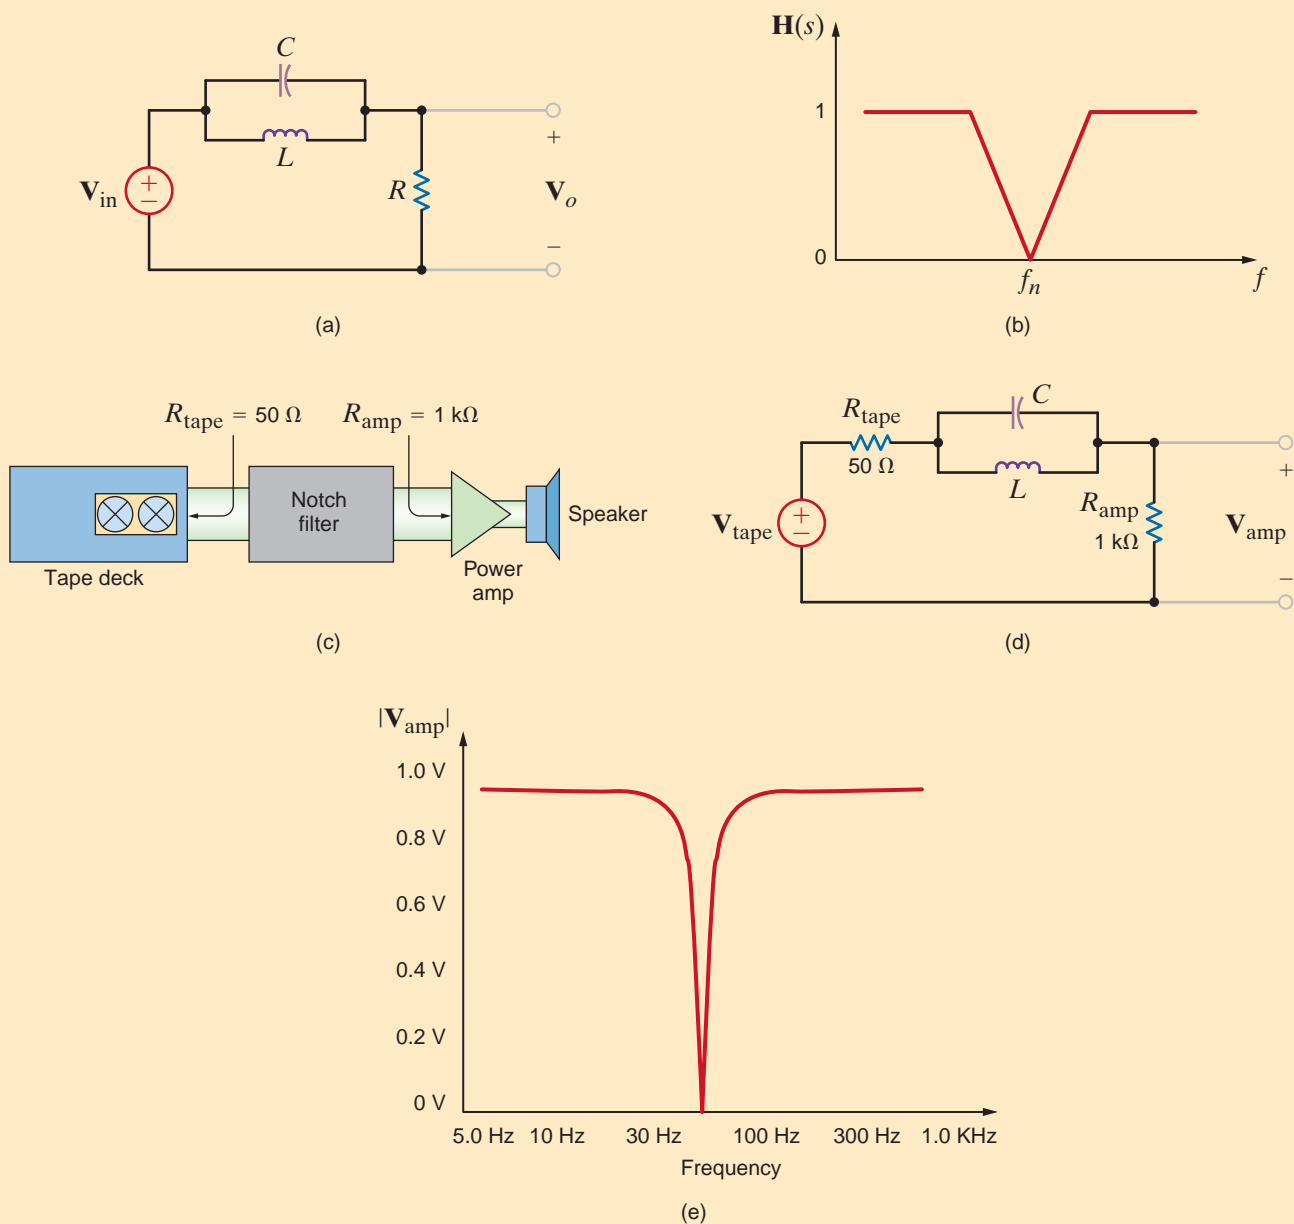 C
L
V_in
+
−
R
+
V_o
−
(a)
H(s)
1
0
f_n
f
(b)
R_tape = 50 Ω
R_amp = 1 kΩ
Notch
filter
Speaker
Tape deck
Power
amp
(c)
R_tape
50 Ω
C
L
V_tape
+
−
R_amp
1 kΩ
+
V_amp
−
(d)
|V_amp|
1.0 V
0.8 V
0.6 V
0.4 V
0.2 V
0 V
5.0 Hz 10 Hz 30 Hz 100 Hz 300 Hz 1.0 KHz
Frequency
(e)